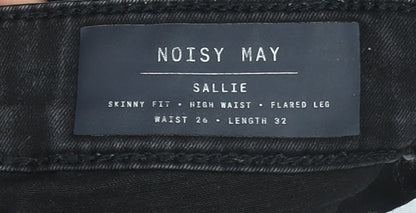 NOISY MAY
SALLIE
SKINNY FIT • HIGH WAIST • FLARED LEG
WAIST 26 • LENGTH 32